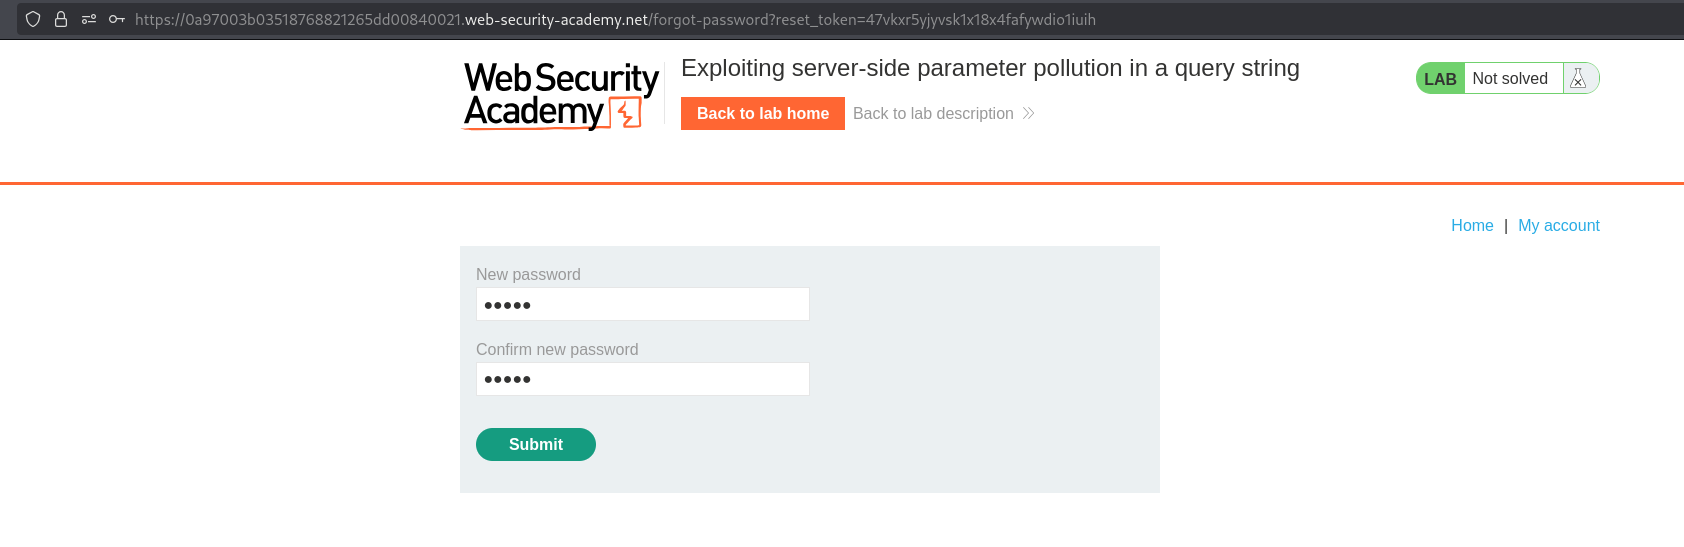 https://0a97003b03518768821265dd00840021.web-security-academy.net/forgot-password?reset_token=47vkxr5yjyvsk1x18x4fafywdio1iuih
Web Security
Academy
Exploiting server-side parameter pollution in a query string
Back to lab home
Back to lab description
LAB
Not solved
Home | My account
New password
•••••
Confirm new password
•••••
Submit